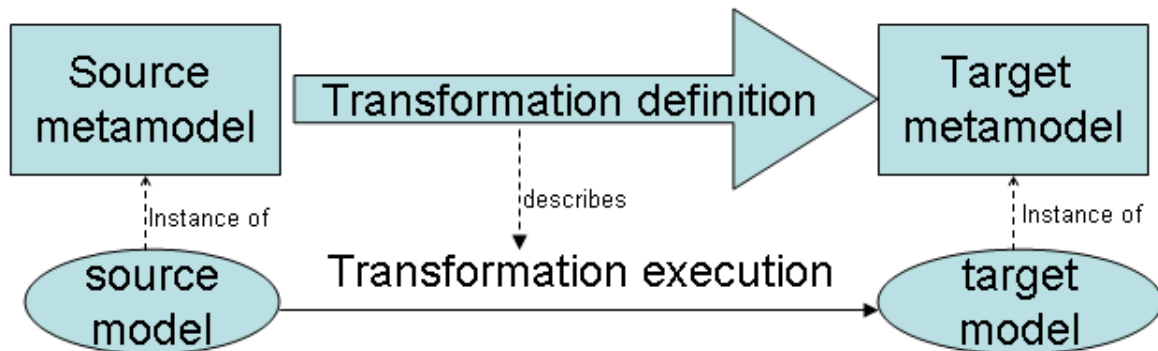 Source
metamodel
Transformation definition
Target
metamodel
Instance of
describes
Instance of
source
model
Transformation execution
target
model